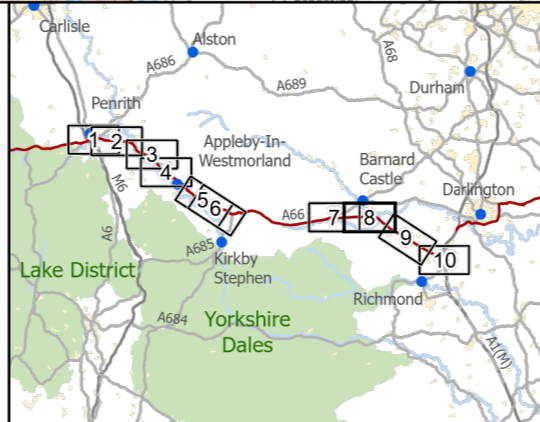 Carlisle
Alston
A686
A68
A689
Durham
Penrith
1
2
3
4
5
6
Appleby-In-
Westmorland
Barnard
Castle
Darlington
M6
A6
A66
7
8
9
10
A685
Kirkby
Stephen
Lake District
Richmond
A684
Yorkshire
Dales
A1(M)